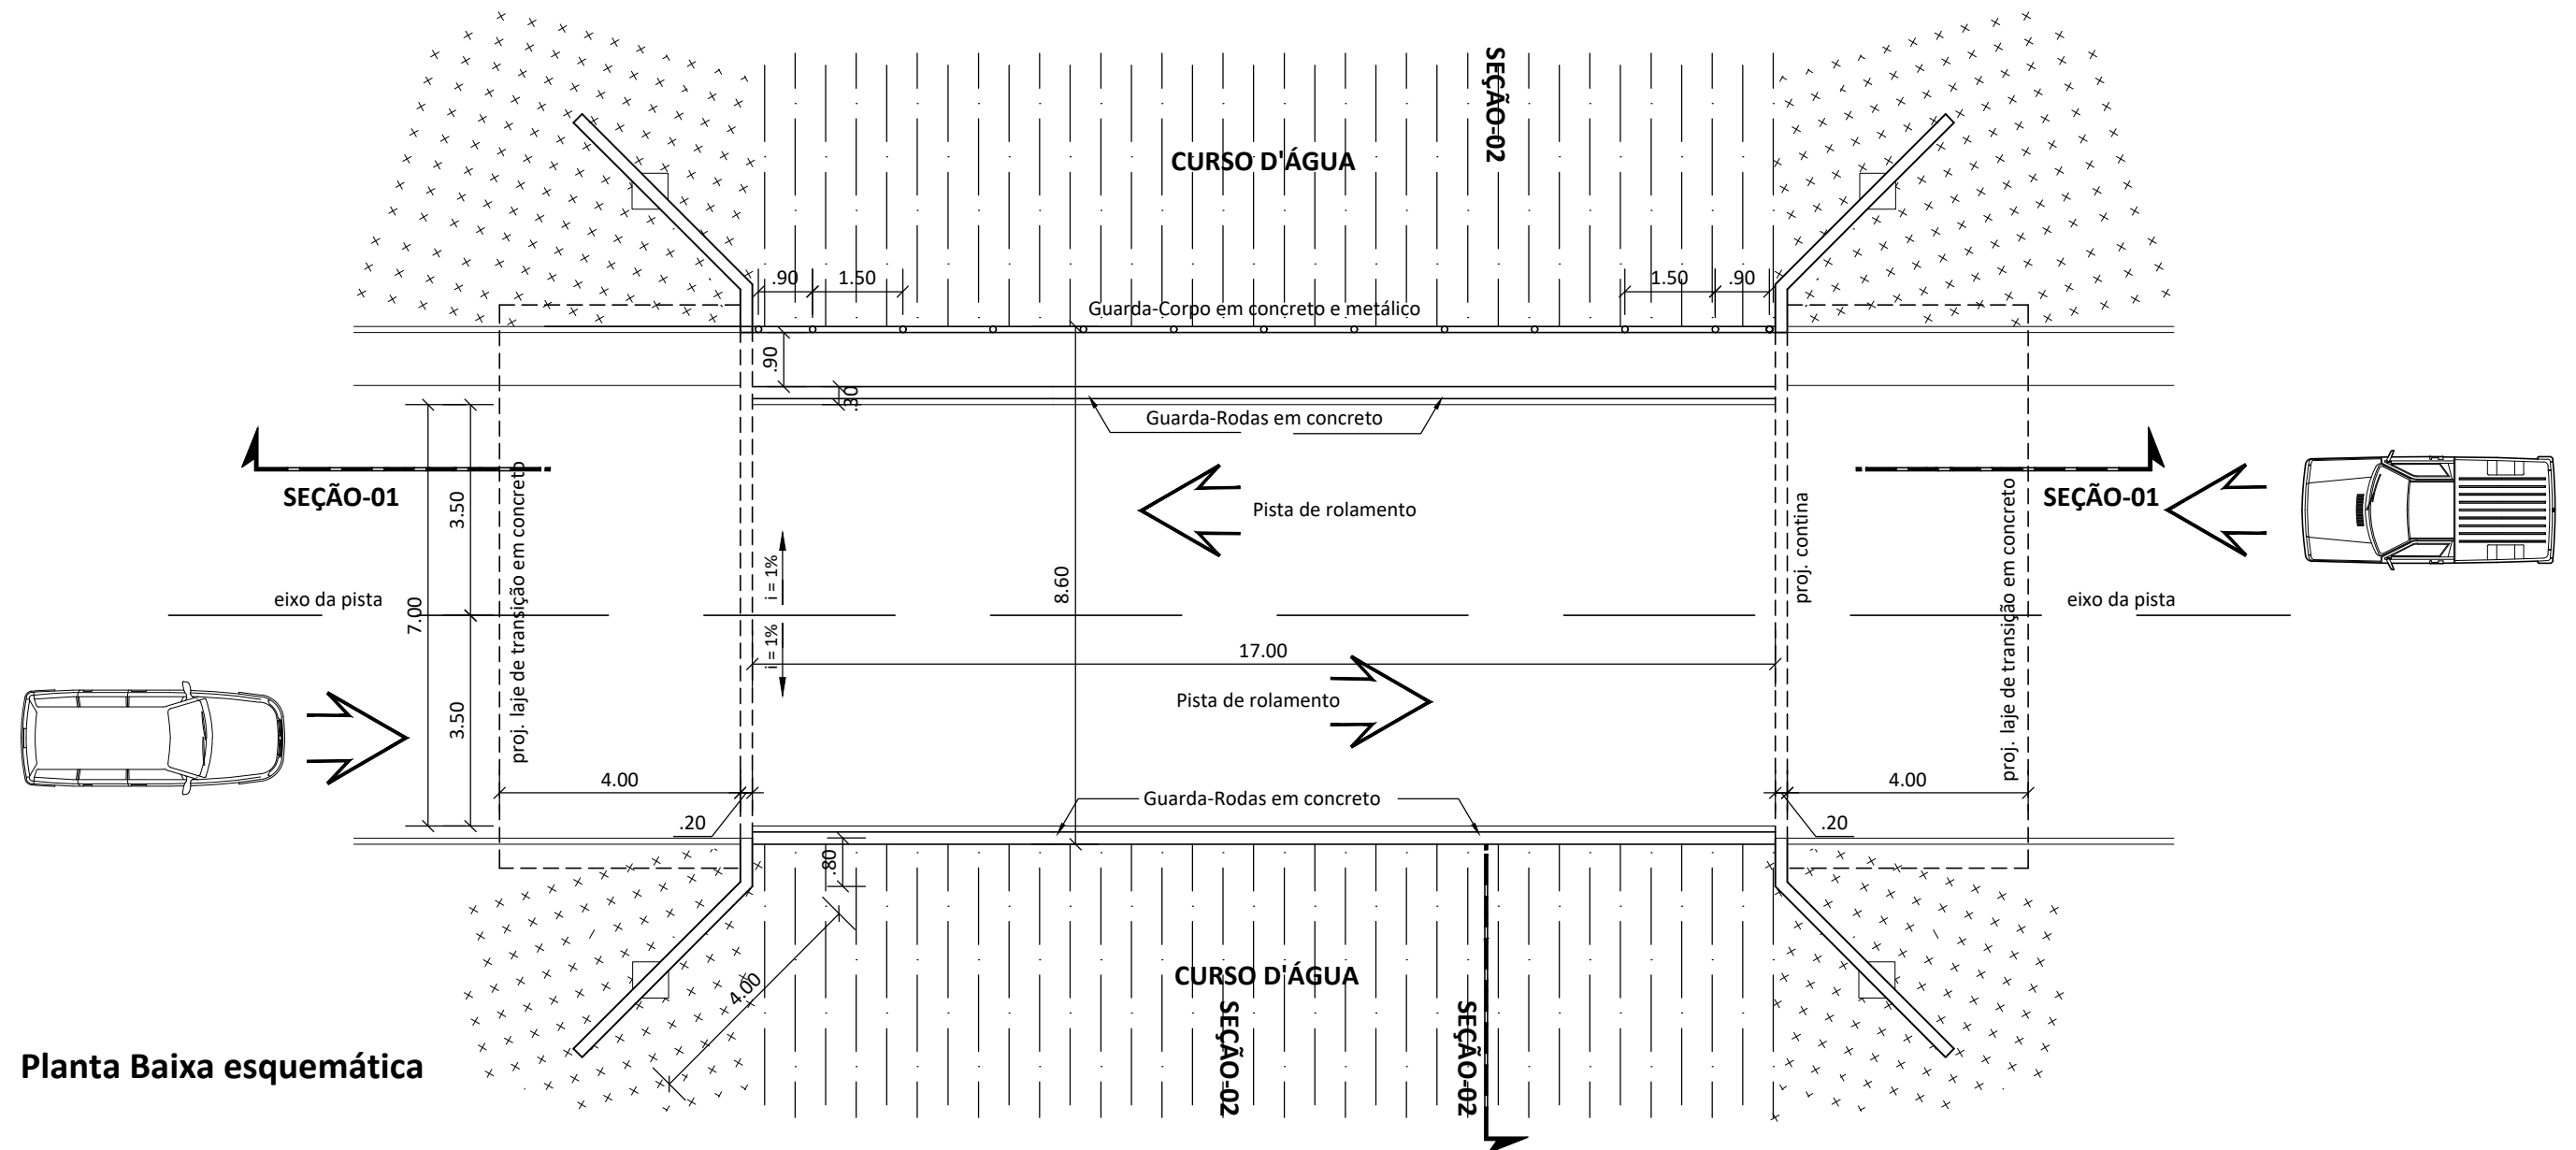 SEÇÃO-02
CURSO D'ÁGUA
.90
1.50
1.50
.90
Guarda-Corpo em concreto e metálico
.90
.30
Guarda-Rodas em concreto
SEÇÃO-01
SEÇÃO-01
3.50
proj. laje de transição em concreto
Pista de rolamento
proj. contina
proj. laje de transição em concreto
i = 1%
8.60
eixo da pista
7.00
eixo da pista
i = 1%
17.00
Pista de rolamento
3.50
4.00
Guarda-Rodas em concreto
4.00
.20
.20
.80
CURSO D'ÁGUA
4.00
SEÇÃO-02
SEÇÃO-02
Planta Baixa esquemática